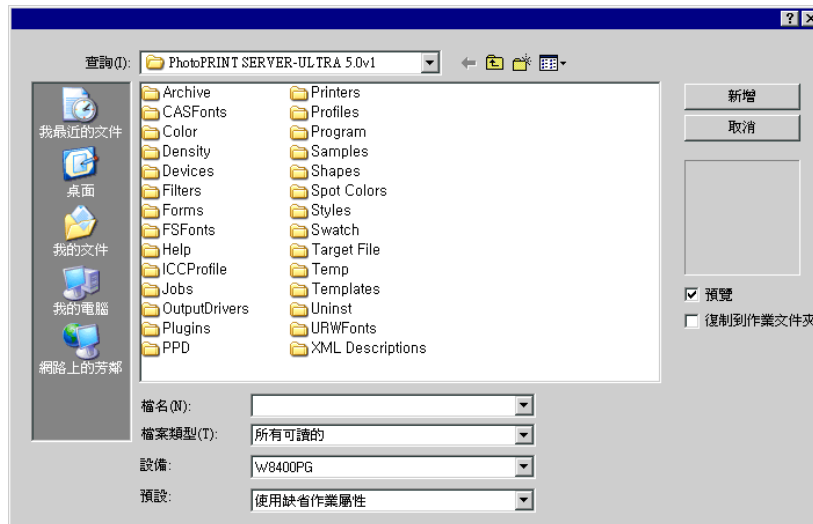 查詢(I):
PhotoPRINT SERVER-ULTRA 5.0v1
我最近的文件
桌面
我的文件
我的電腦
網路上的芳鄰
Archive
CASFonts
Color
Density
Devices
Filters
Forms
FSFonts
Help
ICCProfile
Jobs
OutputDrivers
Plugins
PPD
Printers
Profiles
Program
Samples
Shapes
Spot Colors
Styles
Swatch
Target File
Temp
Templates
Uninst
URWFonts
XML Descriptions
新增
取消
預覽
復制到作業文件夾
檔名(N):
檔案類型(T):
所有可讀的
設備:
W8400PG
預設:
使用缺省作業屬性